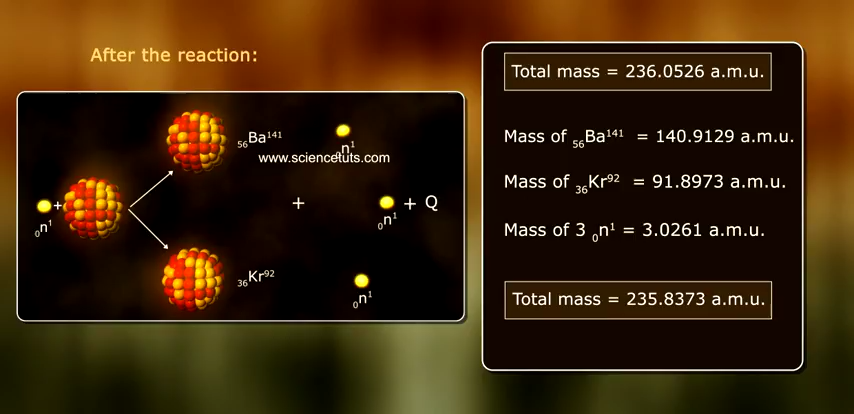 After the reaction:
₅₆Ba¹⁴¹
₀n¹
www.sciencetuts.com
₀n¹
+
+
₀n¹
+ Q
₃₆Kr⁹²
₀n¹
Total mass = 236.0526 a.m.u.
Mass of ₅₆Ba¹⁴¹ = 140.9129 a.m.u.
Mass of ₃₆Kr⁹² = 91.8973 a.m.u.
Mass of 3 ₀n¹ = 3.0261 a.m.u.
Total mass = 235.8373 a.m.u.